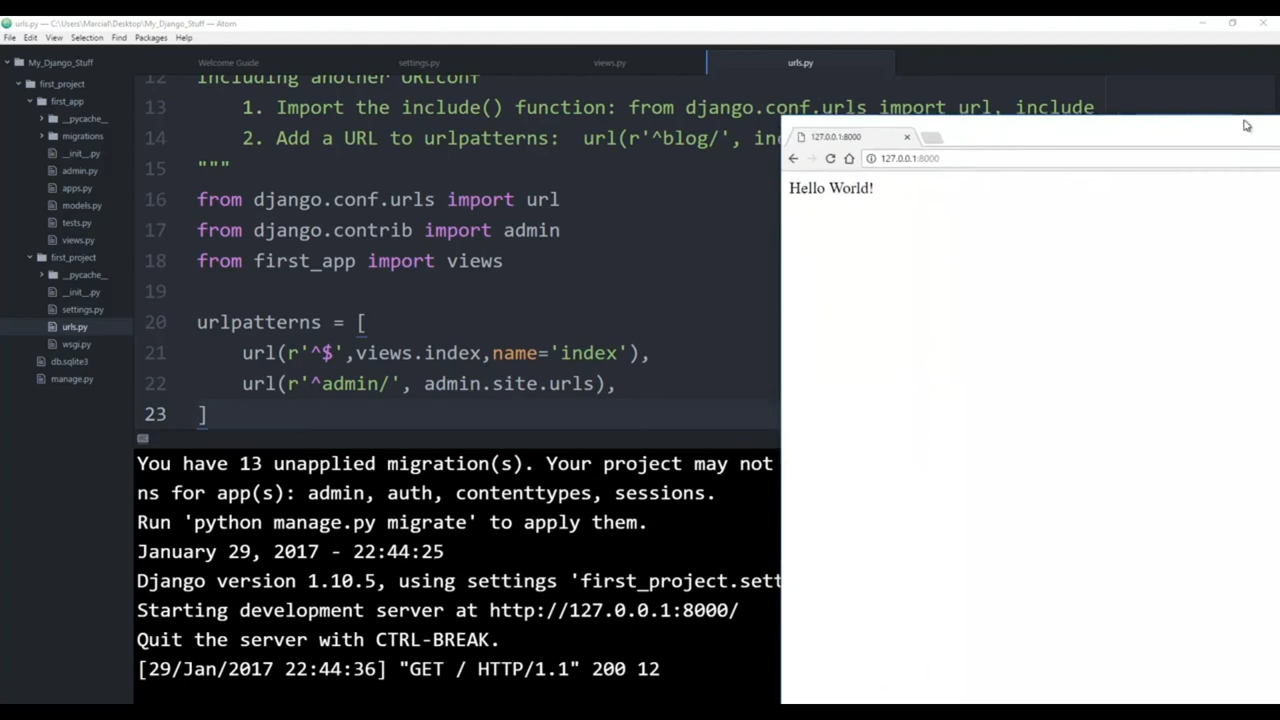 urls.py — C:\Users\Marcial\Desktop\My_Django_Stuff — Atom
File Edit View Selection Find Packages Help
My_Django_Stuff
first_project
first_app
__pycache__
migrations
__init__.py
admin.py
apps.py
models.py
tests.py
views.py
first_project
__pycache__
__init__.py
settings.py
urls.py
wsgi.py
db.sqlite3
manage.py
Welcome Guide settings.py views.py urls.py
12 Including another URLconf
13 1. Import the include() function: from django.conf.urls import url, include
14 2. Add a URL to urlpatterns: url(r'^blog/',
15 """
16 from django.conf.urls import url
17 from django.contrib import admin
18 from first_app import views
19
20 urlpatterns = [
21 url(r'^$',views.index,name='index'),
22 url(r'^admin/', admin.site.urls),
23 ]
You have 13 unapplied migration(s). Your project may not
ns for app(s): admin, auth, contenttypes, sessions.
Run 'python manage.py migrate' to apply them.
January 29, 2017 - 22:44:25
Django version 1.10.5, using settings 'first_project.sett
Starting development server at http://127.0.0.1:8000/
Quit the server with CTRL-BREAK.
[29/Jan/2017 22:44:36] "GET / HTTP/1.1" 200 12
127.0.0.1:8000
127.0.0.1:8000
Hello World!